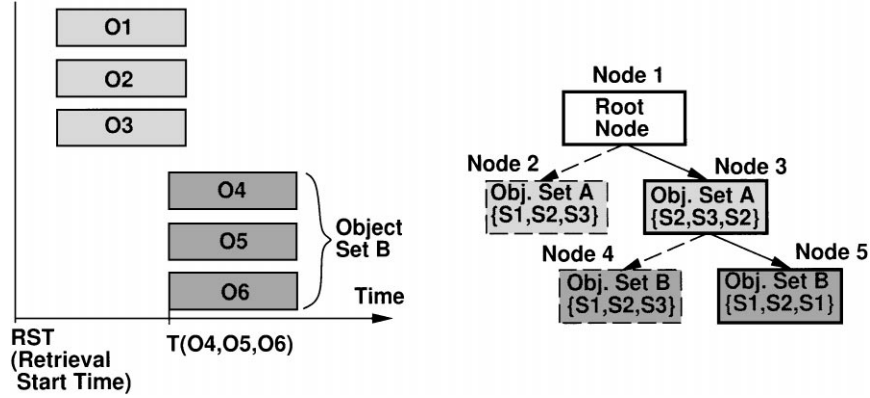 O1
O2
O3
O4
O5
O6
Object
Set B
Time
RST
(Retrieval
Start Time)
T(O4,O5,O6)
Node 1
Root
Node
Node 2
Obj. Set A
{S1,S2,S3}
Node 3
Obj. Set A
{S2,S3,S2}
Node 4
Obj. Set B
{S1,S2,S3}
Node 5
Obj. Set B
{S1,S2,S1}